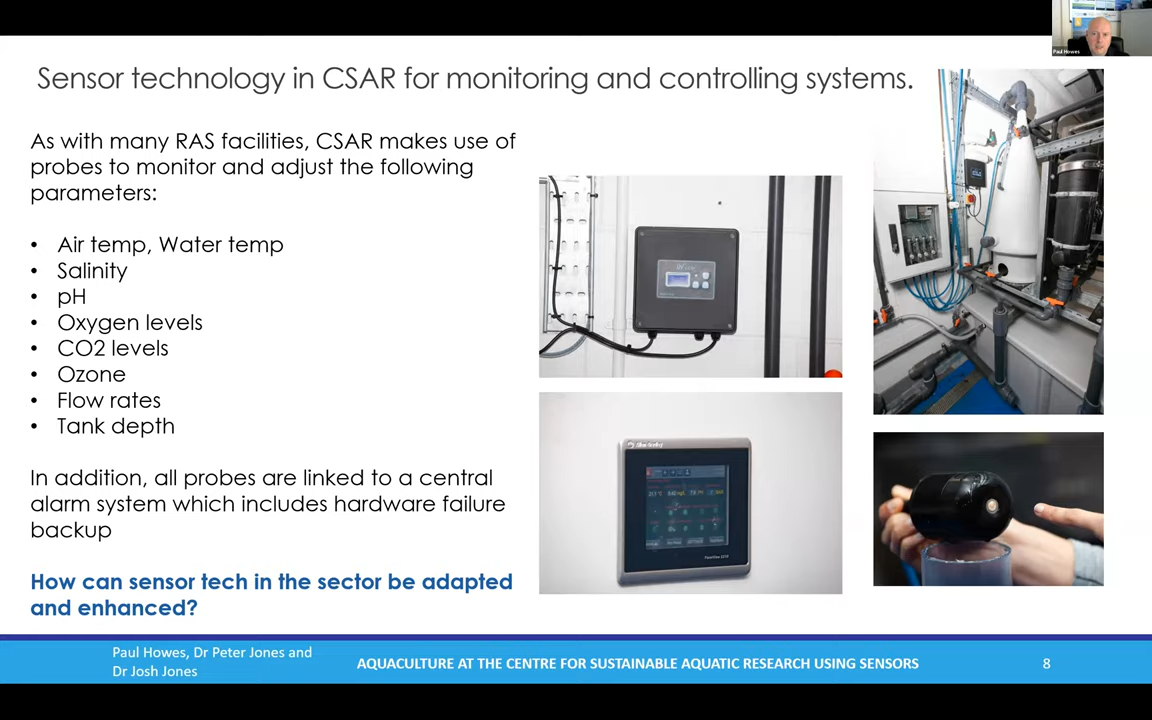 Paul Howes
Sensor technology in CSAR for monitoring and controlling systems.
As with many RAS facilities, CSAR makes use of
probes to monitor and adjust the following
parameters:
• Air temp, Water temp
• Salinity
• pH
• Oxygen levels
• CO2 levels
• Ozone
• Flow rates
• Tank depth
In addition, all probes are linked to a central
alarm system which includes hardware failure
backup
How can sensor tech in the sector be adapted
and enhanced?
Paul Howes, Dr Peter Jones and
Dr Josh Jones
AQUACULTURE AT THE CENTRE FOR SUSTAINABLE AQUATIC RESEARCH USING SENSORS
8